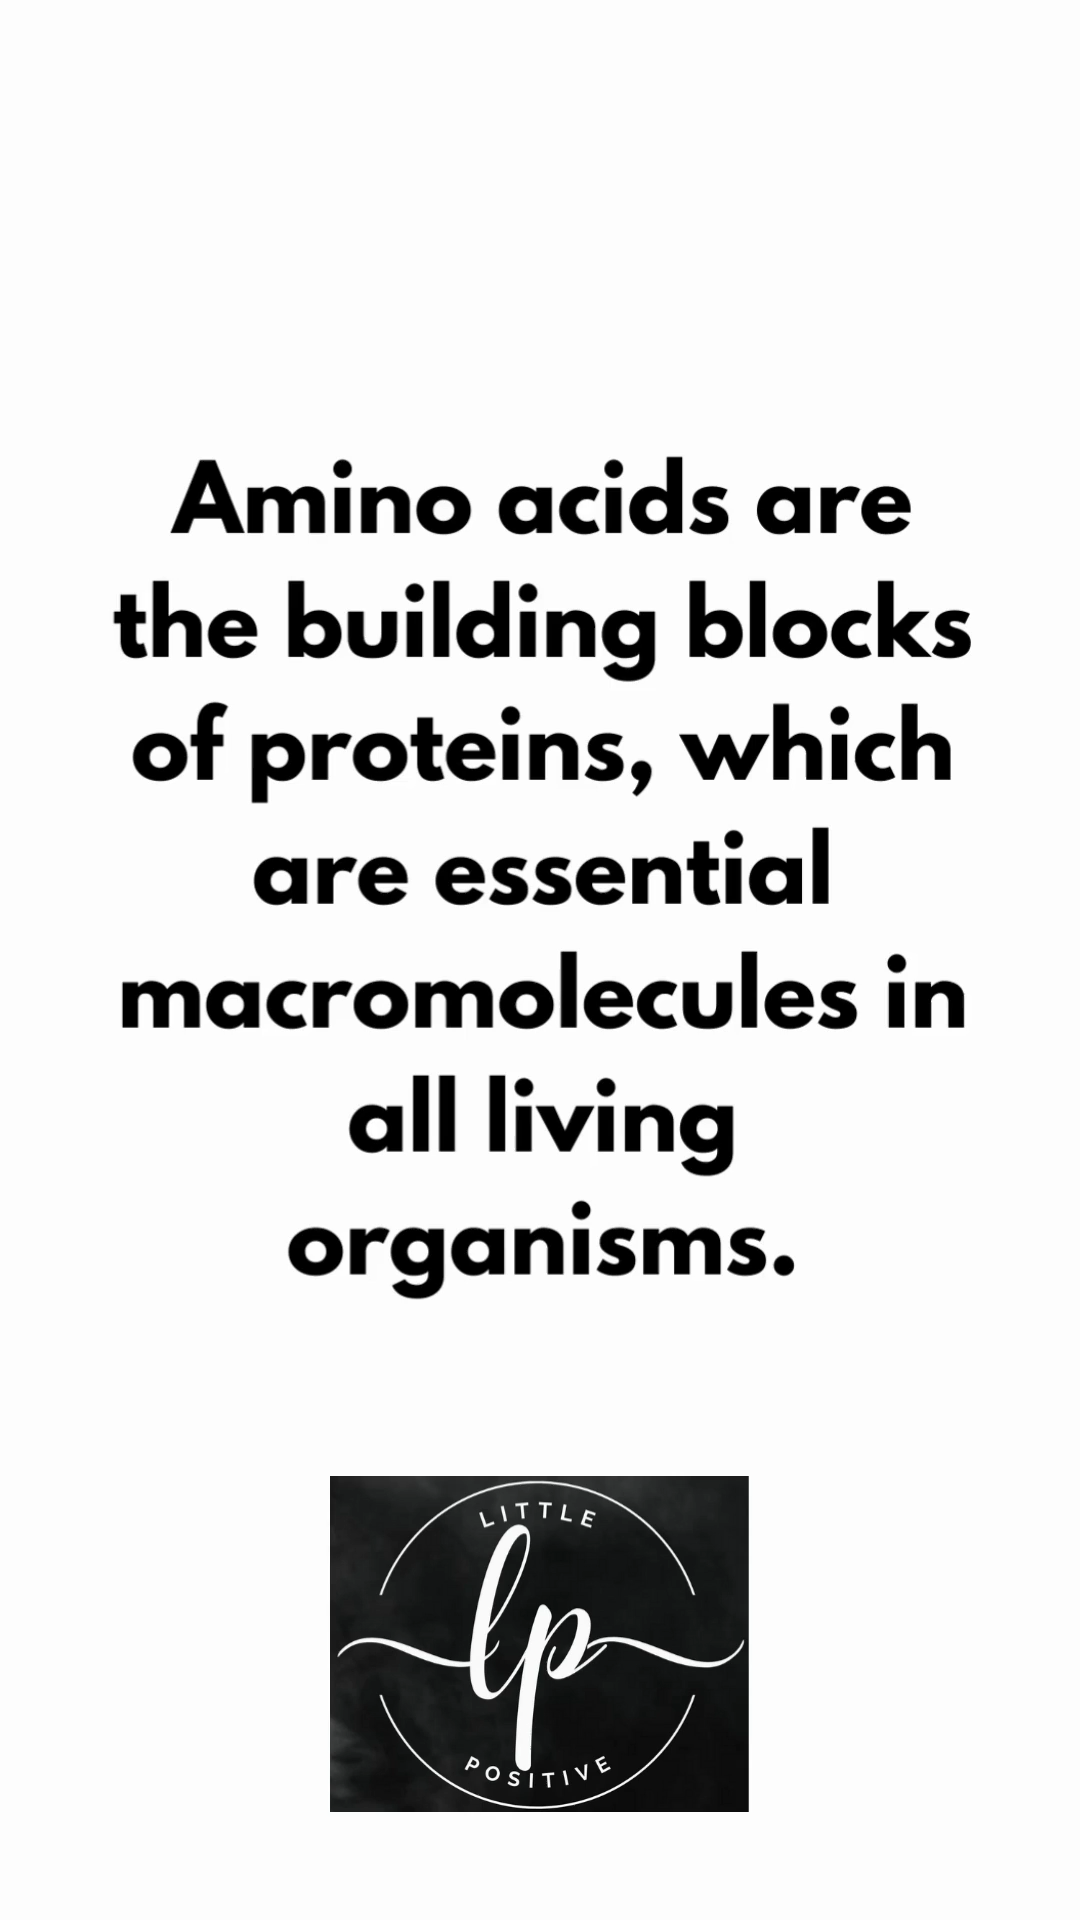 Amino acids are
the building blocks
of proteins, which
are essential
macromolecules in
all living
organisms.
LITTLE
lp
POSITIVE